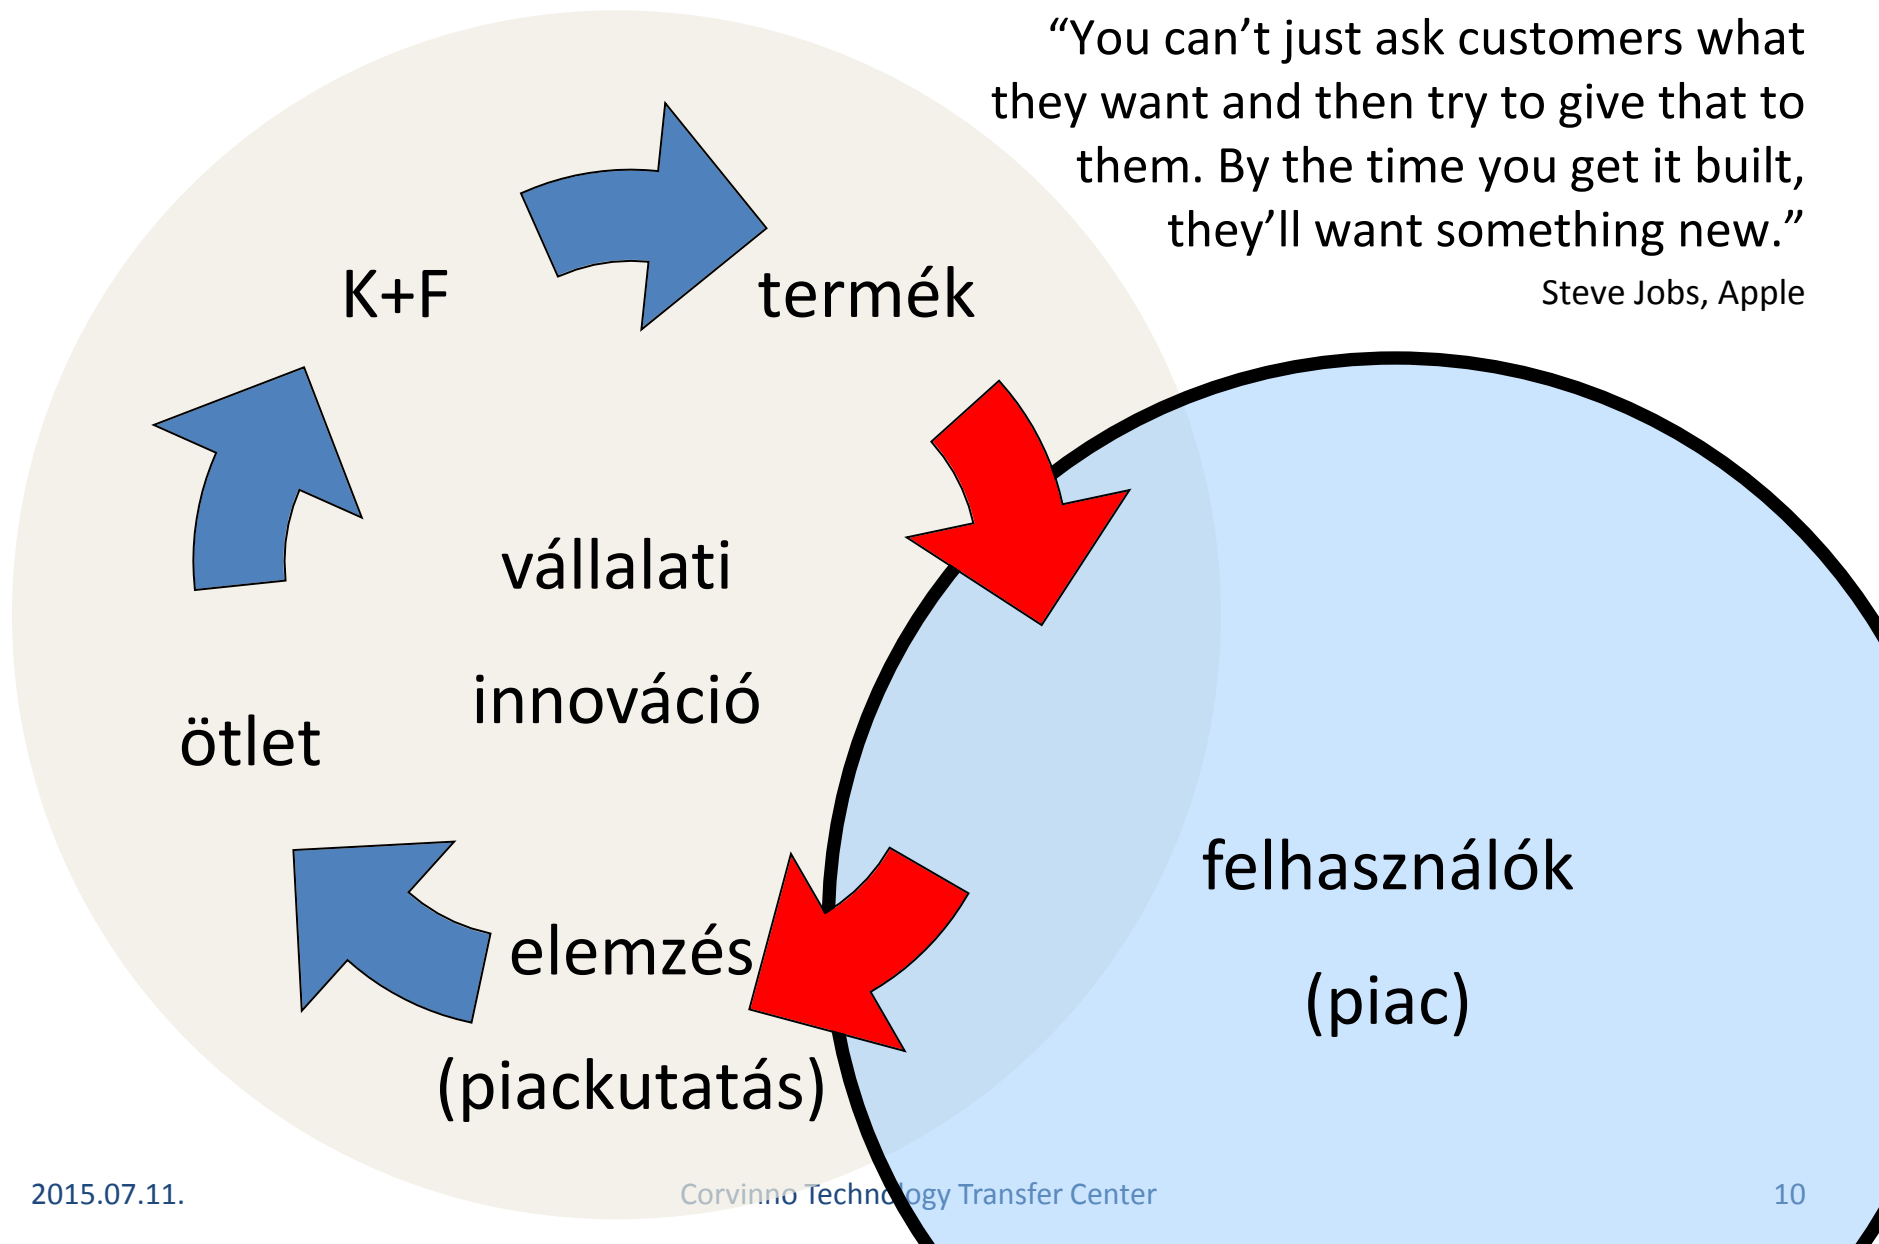 “You can’t just ask customers what
they want and then try to give that to
them. By the time you get it built,
they’ll want something new.”
Steve Jobs, Apple
K+F
termék
vállalati
innováció
ötlet
elemzés
(piackutatás)
felhasználók
(piac)
2015.07.11.
Corvinno Technology Transfer Center
10